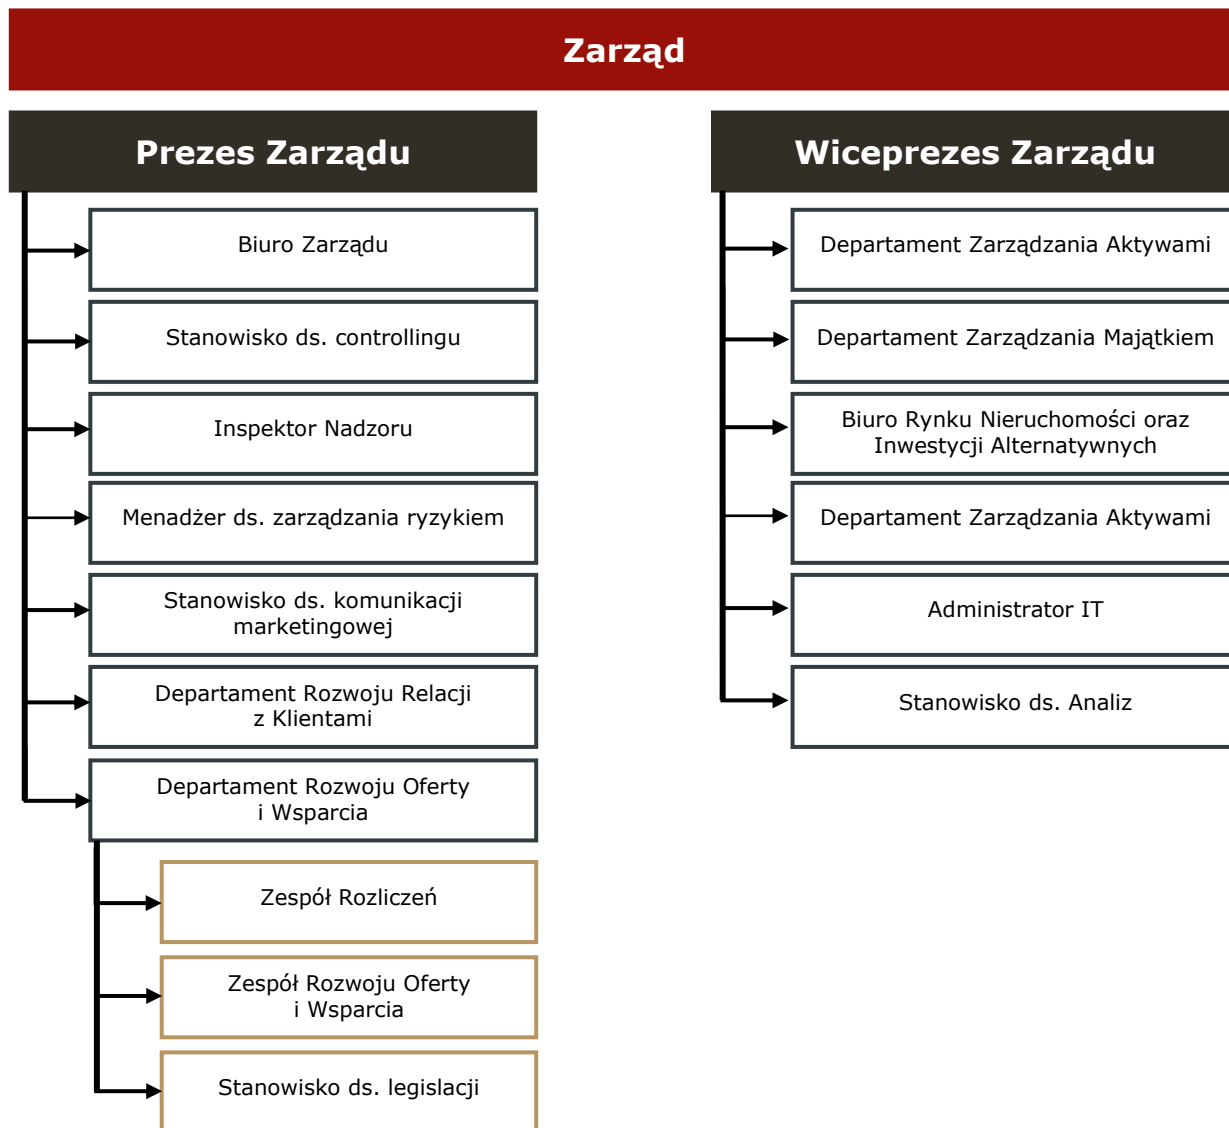 Zarząd
Prezes Zarządu
Biuro Zarządu
Stanowisko ds. controllingu
Inspektor Nadzoru
Menadżer ds. zarządzania ryzykiem
Stanowisko ds. komunikacji
marketingowej
Departament Rozwoju Relacji
z Klientami
Departament Rozwoju Oferty
i Wsparcia
Zespół Rozliczeń
Zespół Rozwoju Oferty
i Wsparcia
Stanowisko ds. legislacji
Wiceprezes Zarządu
Departament Zarządzania Aktywami
Departament Zarządzania Majątkiem
Biuro Rynku Nieruchomości oraz
Inwestycji Alternatywnych
Departament Zarządzania Aktywami
Administrator IT
Stanowisko ds. Analiz